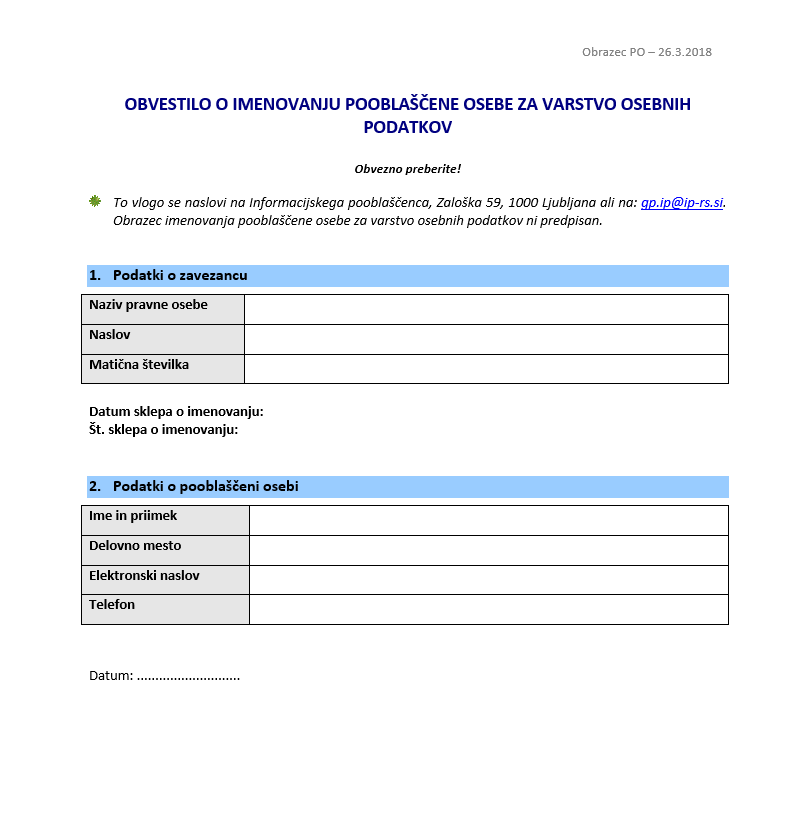 Obrazec PO – 26.3.2018
OBVESTILO O IMENOVANJU POOBLAŠČENE OSEBE ZA VARSTVO OSEBNIH
PODATKOV
Obvezno preberite!
To vlogo se naslovi na Informacijskega pooblaščenca, Zaloška 59, 1000 Ljubljana ali na: gp.ip@ip-rs.si.
Obrazec imenovanja pooblaščene osebe za varstvo osebnih podatkov ni predpisan.
1. Podatki o zavezancu
Naziv pravne osebe
Naslov
Matična številka
Datum sklepa o imenovanju:
Št. sklepa o imenovanju:
2. Podatki o pooblaščeni osebi
Ime in priimek
Delovno mesto
Elektronski naslov
Telefon
Datum: ............................